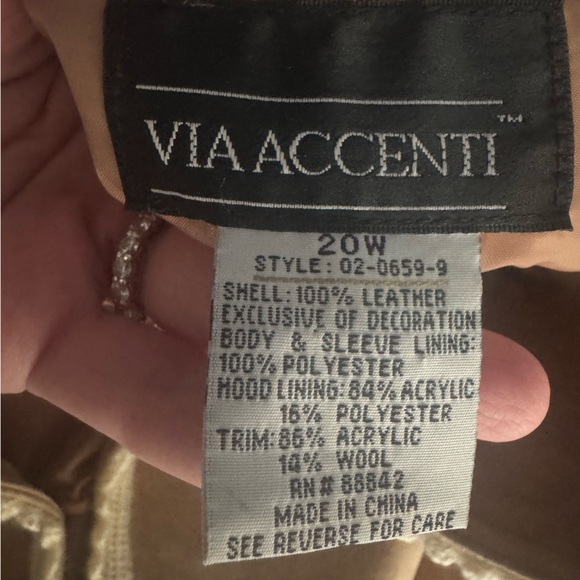 VIA ACCENTI™
20W
STYLE: 02-0659-9
SHELL: 100% LEATHER
EXCLUSIVE OF DECORATION
BODY & SLEEVE LINING:
100% POLYESTER
HOOD LINING: 84% ACRYLIC
16% POLYESTER
TRIM: 86% ACRYLIC
14% WOOL
RN# 88842
MADE IN CHINA
SEE REVERSE FOR CARE